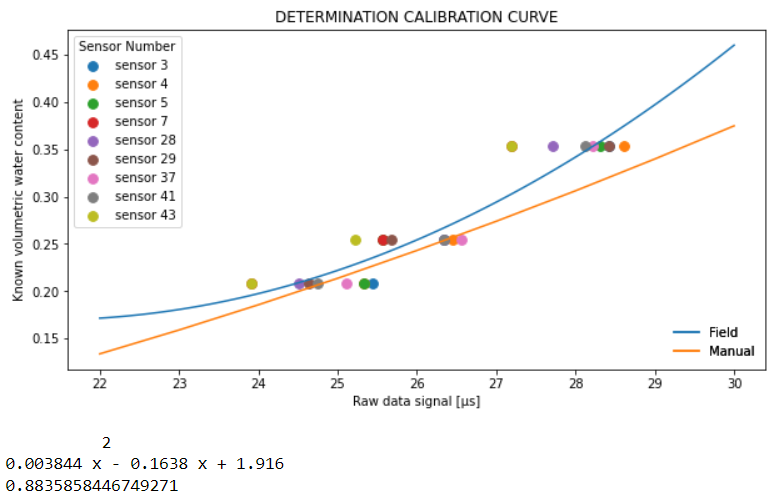 DETERMINATION CALIBRATION CURVE
Known volumetric water content
0.45
0.40
0.35
0.30
0.25
0.20
0.15
Sensor Number
sensor 3
sensor 4
sensor 5
sensor 7
sensor 28
sensor 29
sensor 37
sensor 41
sensor 43
Field
Manual
22 23 24 25 26 27 28 29 30
Raw data signal [μs]
2
0.003844 x - 0.1638 x + 1.916
0.8835858446749271